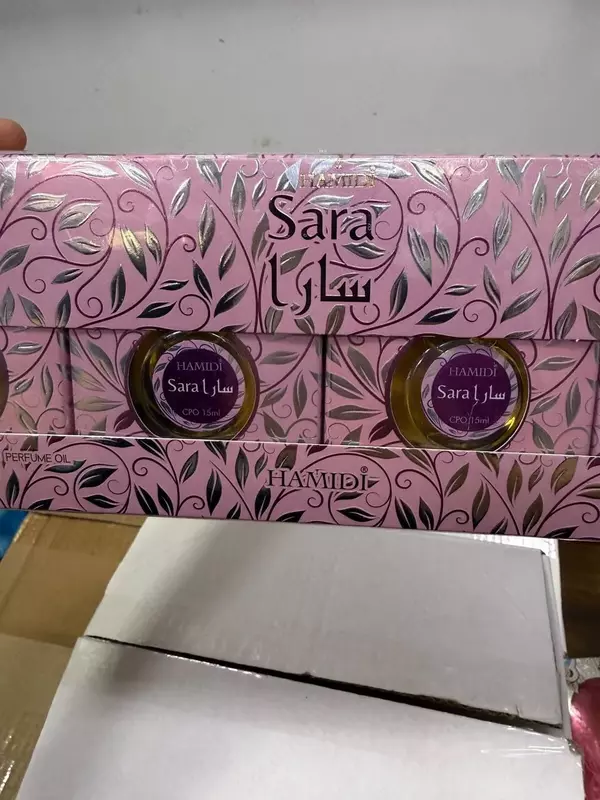 HAMIDI
Sara
سارا
HAMIDI
Sara سارا
CPO 15ml
HAMIDI
Sara سارا
CPO 15ml
PERFUME OIL
HAMIDI®